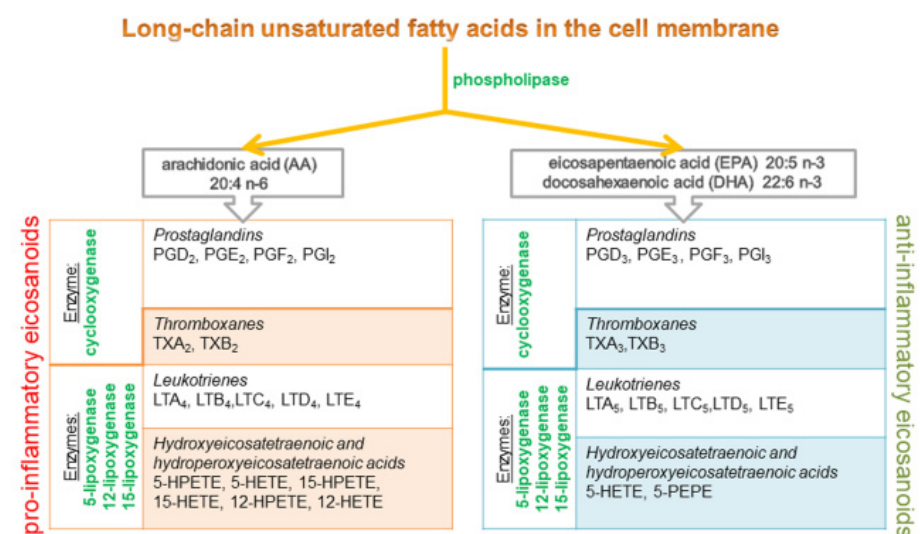 Long-chain unsaturated fatty acids in the cell membrane
phospholipase
arachidonic acid (AA)
20:4 n-6
eicosapentaenoic acid (EPA) 20:5 n-3
docosahexaenoic acid (DHA) 22:6 n-3
pro-inflammatory eicosanoids
Enzyme:
cyclooxygenase
Prostaglandins
PGD₂, PGE₂, PGF₂, PGI₂
Thromboxanes
TXA₂, TXB₂
Enzymes:
5-lipoxygenase
12-lipoxygenase
15-lipoxygenase
Leukotrienes
LTA₄, LTB₄,LTC₄, LTD₄, LTE₄
Hydroxyeicosatetraenoic and
hydroperoxyeicosatetraenoic acids
5-HPETE, 5-HETE, 15-HPETE,
15-HETE, 12-HPETE, 12-HETE
Enzyme:
cyclooxygenase
Prostaglandins
PGD₃, PGE₃, PGF₃, PGI₃
Thromboxanes
TXA₃,TXB₃
Enzymes:
5-lipoxygenase
12-lipoxygenase
15-lipoxygenase
Leukotrienes
LTA₅, LTB₅, LTC₅,LTD₅, LTE₅
Hydroxyeicosatetraenoic and
hydroperoxyeicosatetraenoic acids
5-HETE, 5-PEPE
anti-inflammatory eicosanoids